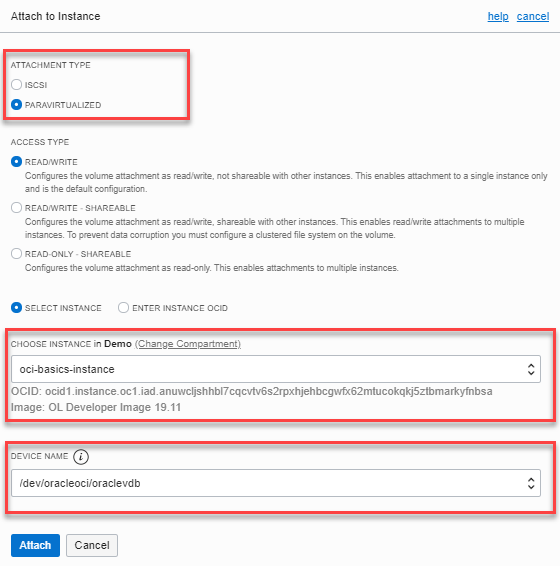 Attach to Instance help cancel
ATTACHMENT TYPE
ISCSI
PARAVIRTUALIZED
ACCESS TYPE
READ/WRITE
Configures the volume attachment as read/write, not shareable with other instances. This enables attachment to a single instance only
and is the default configuration.
READ/WRITE - SHAREABLE
Configures the volume attachment as read/write, shareable with other instances. This enables read/write attachments to multiple
instances. To prevent data corruption you must configure a clustered file system on the volume.
READ-ONLY - SHAREABLE
Configures the volume attachment as read-only. This enables attachments to multiple instances.
SELECT INSTANCE ENTER INSTANCE OCID
CHOOSE INSTANCE in Demo (Change Compartment)
oci-basics-instance
OCID: ocid1.instance.oc1.iad.anuwcljshhbl7cqcvtv6s2rpxhjehbcgwfx62mtucokqkj5ztbmarkyfnbsa
Image: OL Developer Image 19.11
DEVICE NAME i
/dev/oracleoci/oraclevdb
Attach Cancel